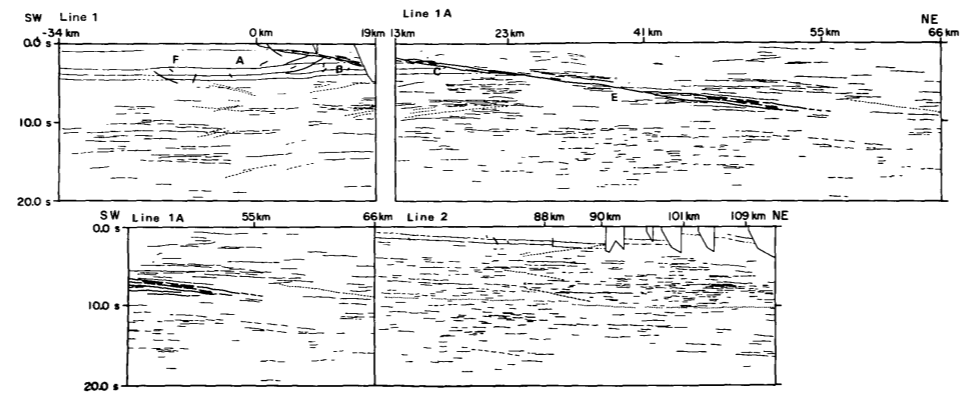 SW Line 1
Line 1A
NE
-34 km 0 km 19 km 13 km 23 km 41 km 55 km 66 km
0.0 s
F A B C
E
10.0 s
20.0 s
SW Line 1A 55 km 66 km Line 2 88 km 90 km 101 km 109 km NE
0.0 s
10.0 s
20.0 s